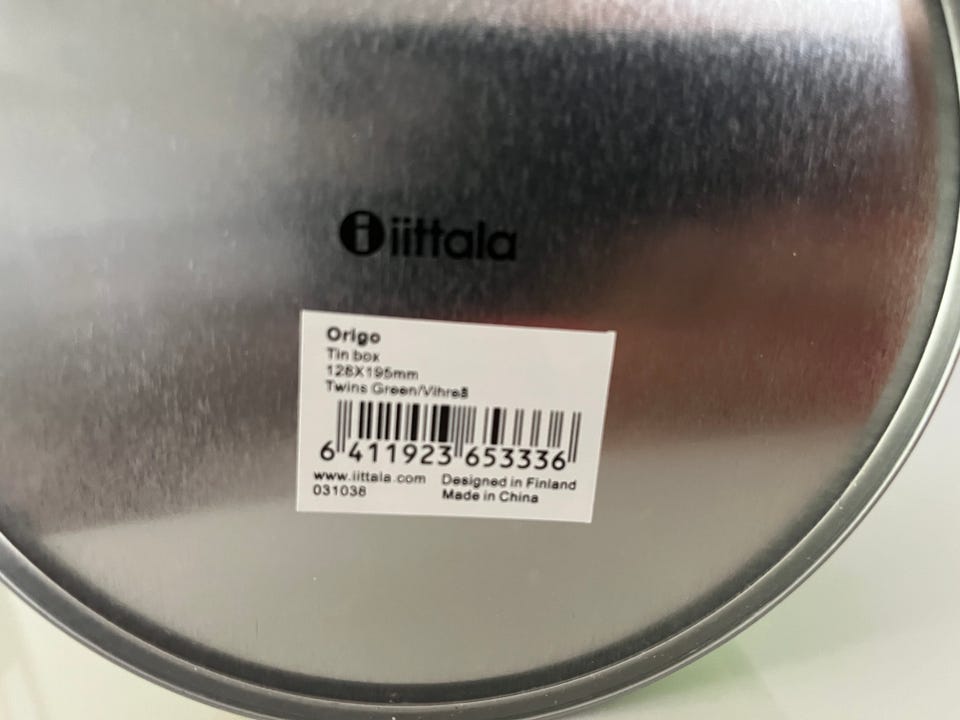 i iittala
Origo
Tin box
128X195mm
Twins Green/Vihreä
6 411923 653336
www.iittala.com Designed in Finland
031038 Made in China